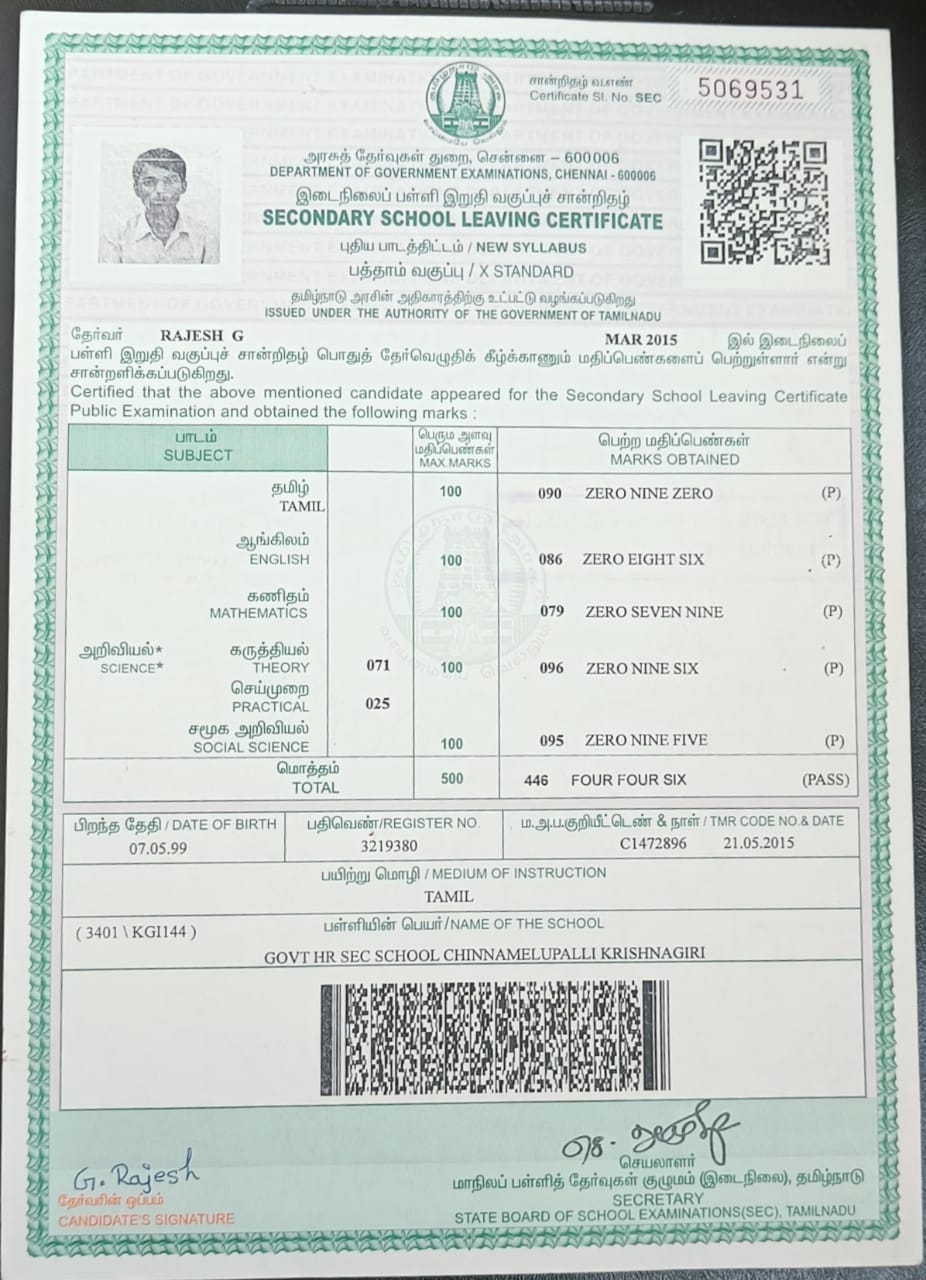 சான்றிதழ் வ.எண்
Certificate Sl. No. SEC 5069531
அரசுத் தேர்வுகள் துறை, சென்னை – 600006
DEPARTMENT OF GOVERNMENT EXAMINATIONS, CHENNAI - 600006
இடைநிலைப் பள்ளி இறுதி வகுப்புச் சான்றிதழ்
SECONDARY SCHOOL LEAVING CERTIFICATE
புதிய பாடத்திட்டம் / NEW SYLLABUS
பத்தாம் வகுப்பு / X STANDARD
தமிழ்நாடு அரசின் அதிகாரத்திற்கு உட்பட்டு வழங்கப்படுகிறது
ISSUED UNDER THE AUTHORITY OF THE GOVERNMENT OF TAMILNADU
தேர்வர் RAJESH G MAR 2015 இல் இடைநிலைப்
பள்ளி இறுதி வகுப்புச் சான்றிதழ் பொதுத் தேர்வெழுதிக் கீழ்க்காணும் மதிப்பெண்களைப் பெற்றுள்ளார் என்று
சான்றளிக்கப்படுகிறது.
Certified that the above mentioned candidate appeared for the Secondary School Leaving Certificate
Public Examination and obtained the following marks :
பாடம் பெரும அளவு பெற்ற மதிப்பெண்கள்
மதிப்பெண்கள்
SUBJECT MAX.MARKS MARKS OBTAINED
தமிழ் 100 090 ZERO NINE ZERO (P)
TAMIL
ஆங்கிலம்
ENGLISH 100 086 ZERO EIGHT SIX (P)
கணிதம்
MATHEMATICS 100 079 ZERO SEVEN NINE (P)
அறிவியல்* கருத்தியல்
SCIENCE* THEORY 071 100 096 ZERO NINE SIX (P)
செய்முறை
PRACTICAL 025
சமூக அறிவியல்
SOCIAL SCIENCE 100 095 ZERO NINE FIVE (P)
மொத்தம்
TOTAL 500 446 FOUR FOUR SIX (PASS)
பிறந்த தேதி / DATE OF BIRTH பதிவெண்/REGISTER NO. ம.அ.ப.குறியீட்டெண் & நாள் / TMR CODE NO.& DATE
07.05.99 3219380 C1472896 21.05.2015
பயிற்று மொழி / MEDIUM OF INSTRUCTION
TAMIL
( 3401 \ KGI144 ) பள்ளியின் பெயர்/NAME OF THE SCHOOL
GOVT HR SEC SCHOOL CHINNAMELUPALLI KRISHNAGIRI
G. Rajesh
தேர்வரின் ஒப்பம்
CANDIDATE'S SIGNATURE
செயலாளர்
மாநிலப் பள்ளித் தேர்வுகள் குழுமம் (இடைநிலை), தமிழ்நாடு
SECRETARY
STATE BOARD OF SCHOOL EXAMINATIONS(SEC), TAMILNADU